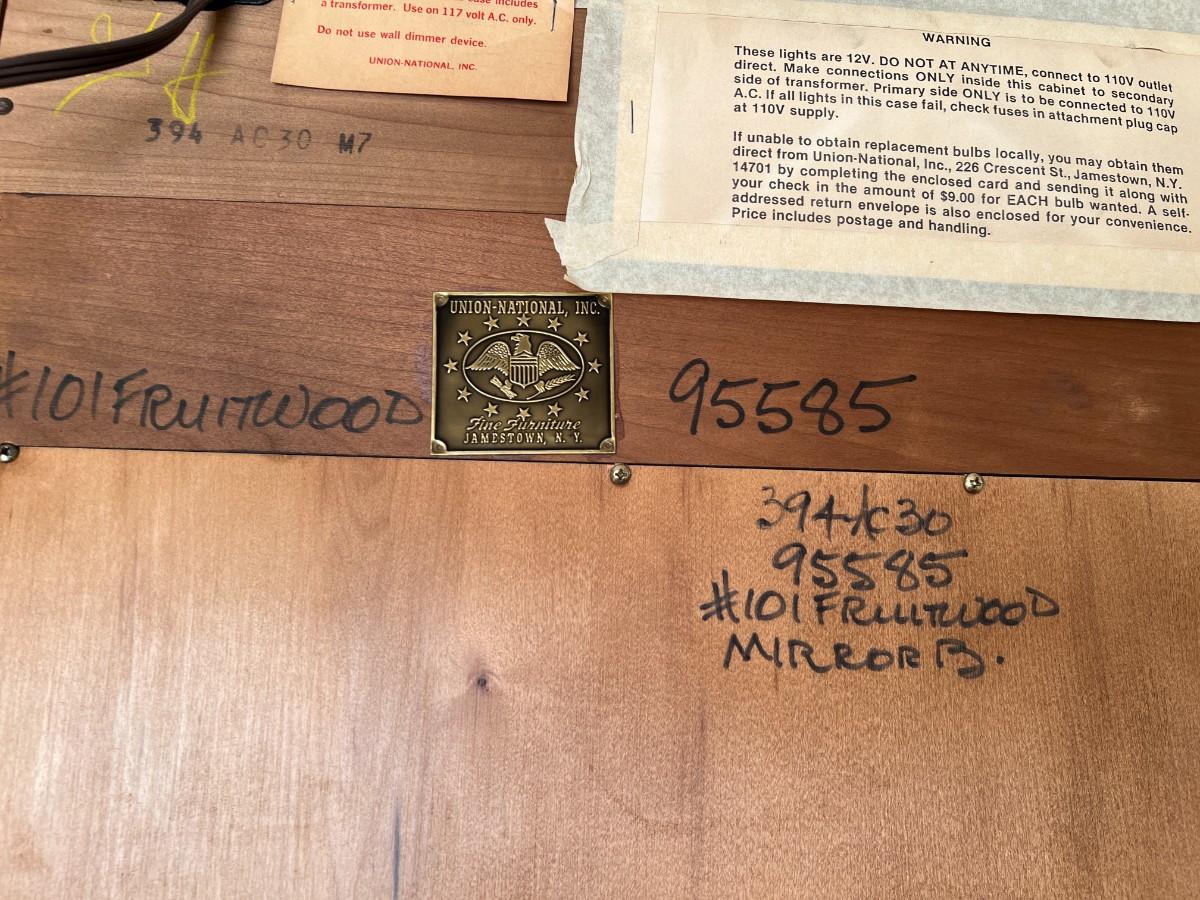 a transformer. Use on 117 volt A.C. only.
Do not use wall dimmer device.
UNION-NATIONAL, INC.
394 AC30 M7
WARNING
These lights are 12V. DO NOT AT ANYTIME, connect to 110V outlet
direct. Make connections ONLY inside this cabinet to secondary
side of transformer. Primary side ONLY is to be connected to 110V
A.C. If all lights in this case fail, check fuses in attachment plug cap
at 110V supply.
If unable to obtain replacement bulbs locally, you may obtain them
direct from Union-National, Inc., 226 Crescent St., Jamestown, N.Y.
14701 by completing the enclosed card and sending it along with
your check in the amount of $9.00 for EACH bulb wanted. A self-
addressed return envelope is also enclosed for your convenience.
Price includes postage and handling.
#101 FRUITWOOD
UNION-NATIONAL, INC.
Fine Furniture
JAMESTOWN, N. Y.
95585
394 AC 30
95585
#101 FRUITWOOD
MIRROR B.